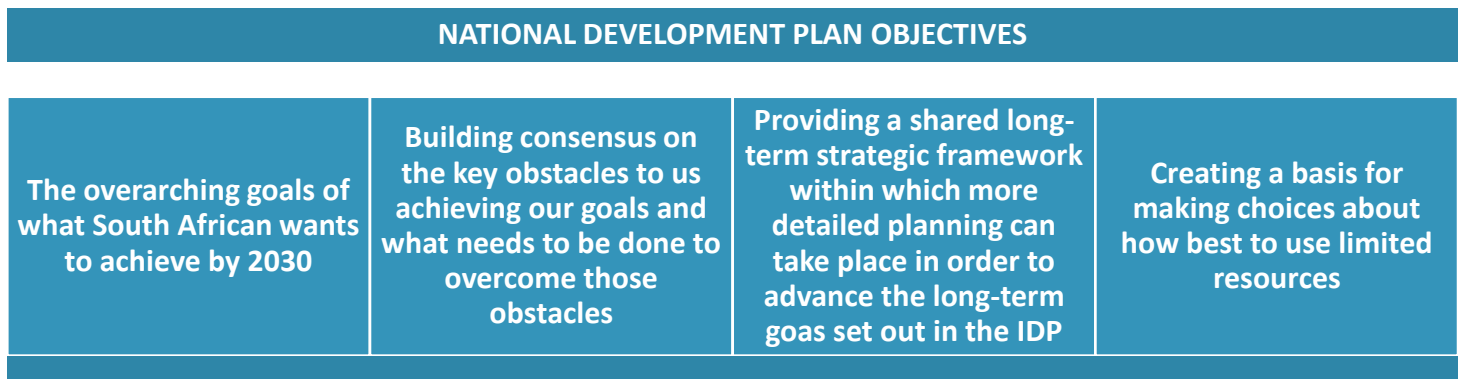 NATIONAL DEVELOPMENT PLAN OBJECTIVES
The overarching goals of
what South African wants
to achieve by 2030
Building consensus on
the key obstacles to us
achieving our goals and
what needs to be done to
overcome those
obstacles
Providing a shared long-
term strategic framework
within which more
detailed planning can
take place in order to
advance the long-term
goas set out in the IDP
Creating a basis for
making choices about
how best to use limited
resources